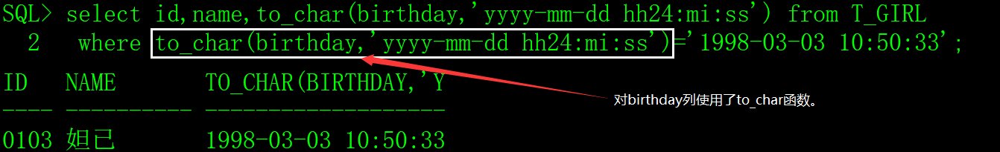 SQL> select id,name,to_char(birthday,'yyyy-mm-dd hh24:mi:ss') from T_GIRL
2 where to_char(birthday,'yyyy-mm-dd hh24:mi:ss')='1998-03-03 10:50:33';
ID NAME TO_CHAR(BIRTHDAY,'Y
---- ---------- -------------------
对birthday列使用了to_char函数。
0103 妲己 1998-03-03 10:50:33